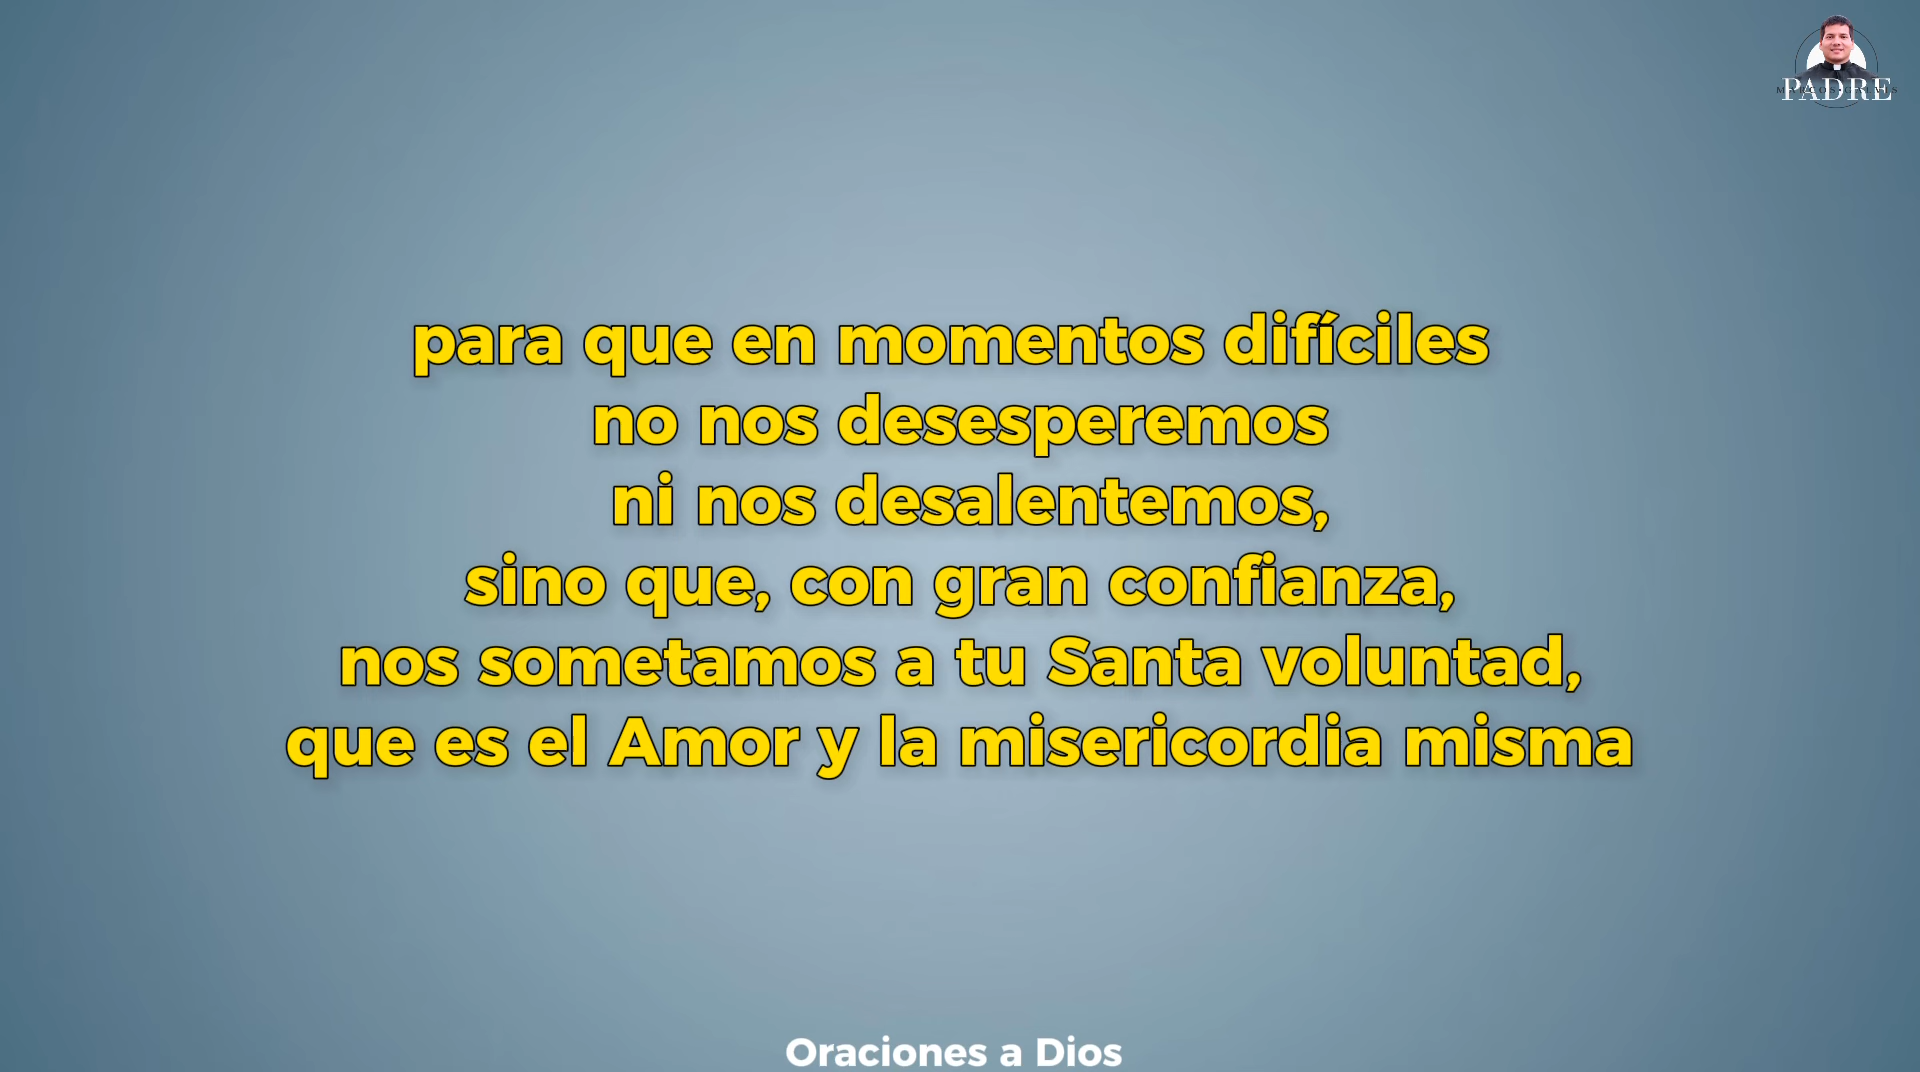 PADRE
para que en momentos difíciles
no nos desesperemos
ni nos desalentemos,
sino que, con gran confianza,
nos sometamos a tu Santa voluntad,
que es el Amor y la misericordia misma
Oraciones a Dios